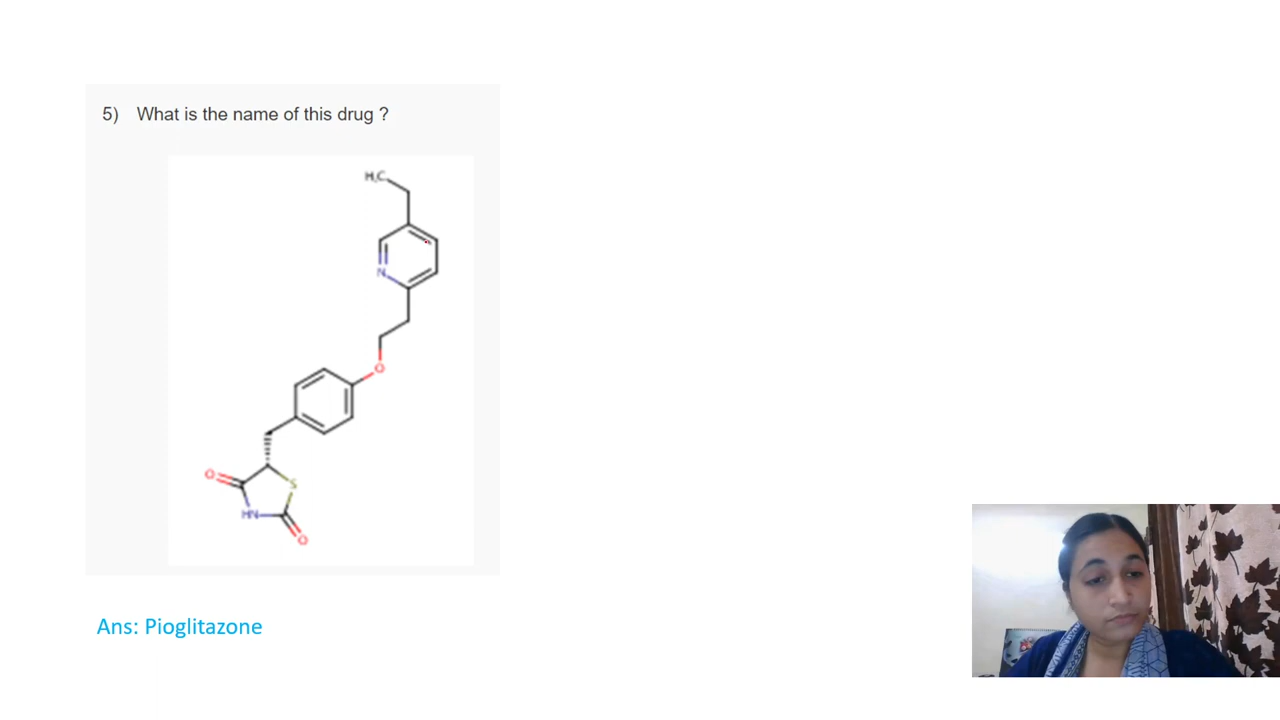 5) What is the name of this drug ?
H₃C
N
O
O
S
HN
O
Ans: Pioglitazone